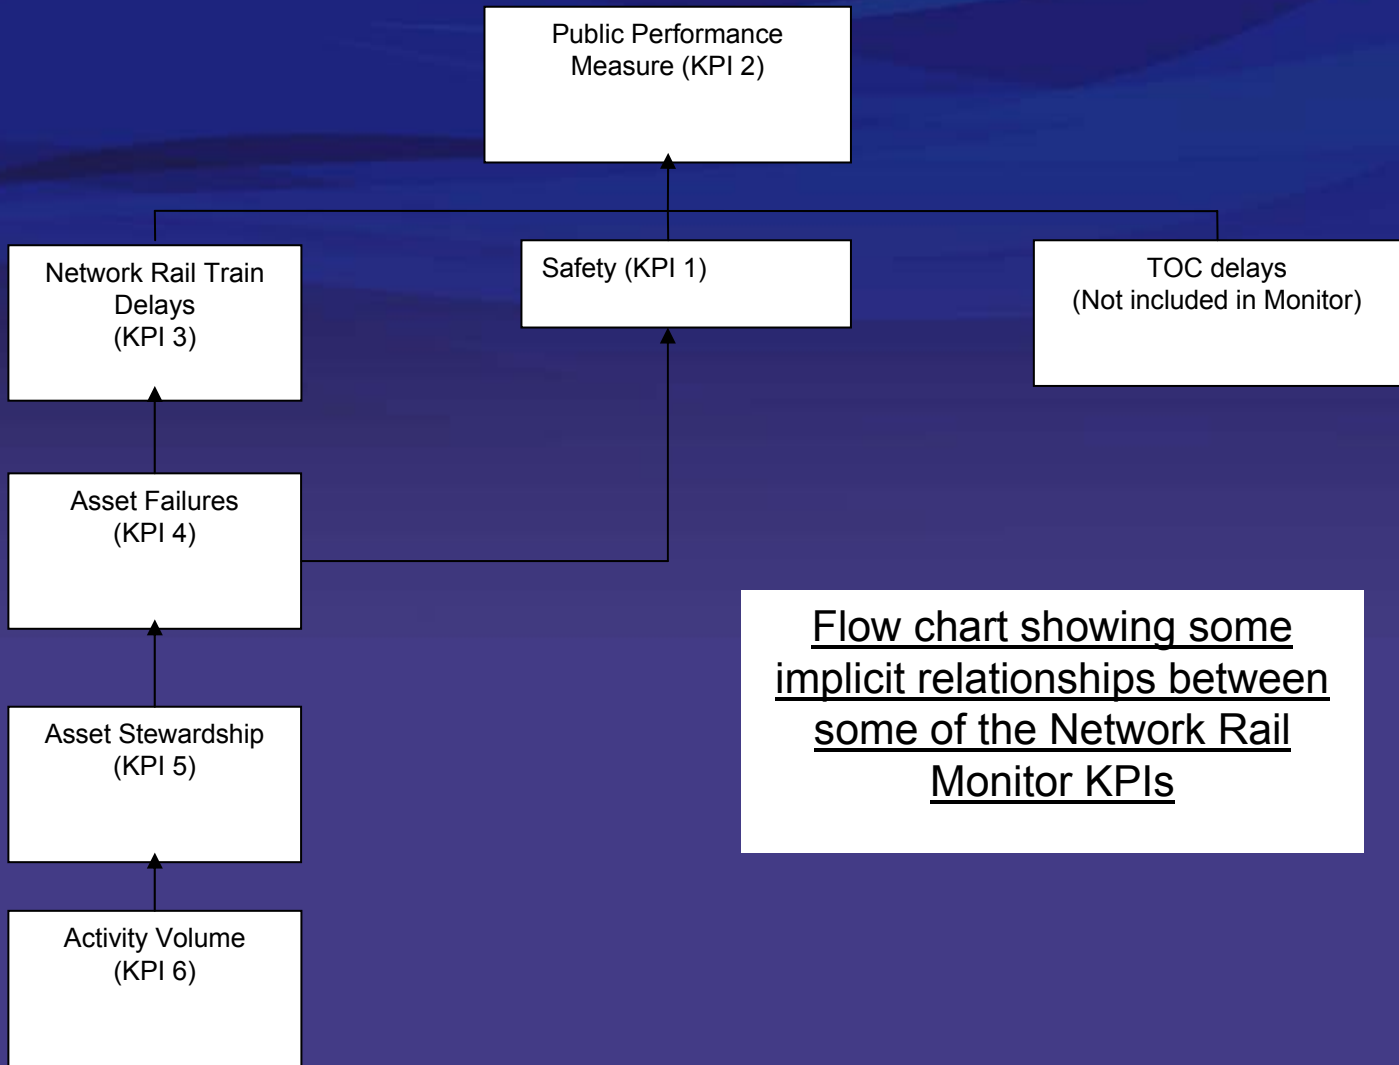 Public Performance
Measure (KPI 2)
Network Rail Train
Delays
(KPI 3)
Safety (KPI 1)
TOC delays
(Not included in Monitor)
Asset Failures
(KPI 4)
Flow chart showing some
implicit relationships between
some of the Network Rail
Monitor KPIs
Asset Stewardship
(KPI 5)
Activity Volume
(KPI 6)